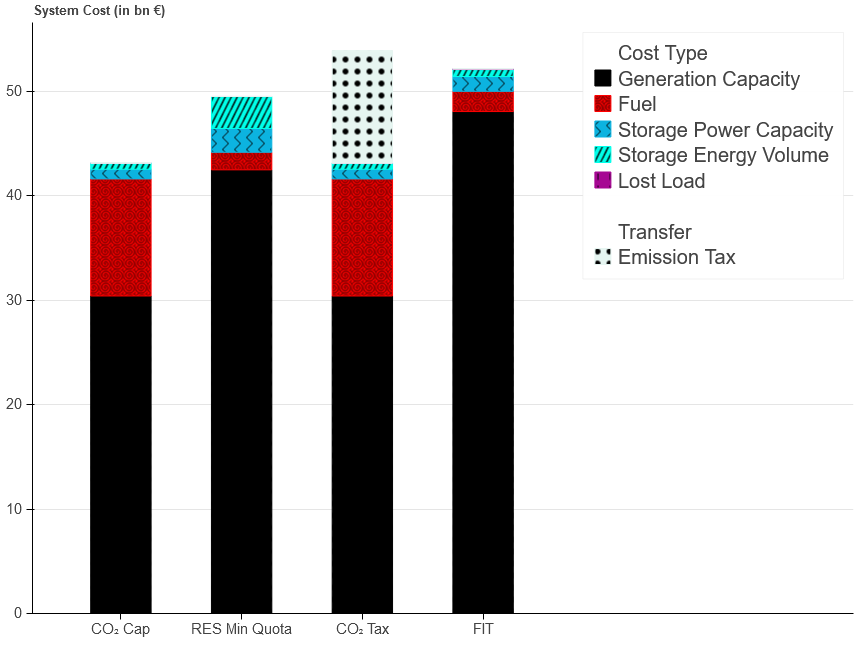 System Cost (in bn €)
50
40
30
20
10
0
CO₂ Cap
RES Min Quota
CO₂ Tax
FIT
Cost Type
Generation Capacity
Fuel
Storage Power Capacity
Storage Energy Volume
Lost Load
Transfer
Emission Tax